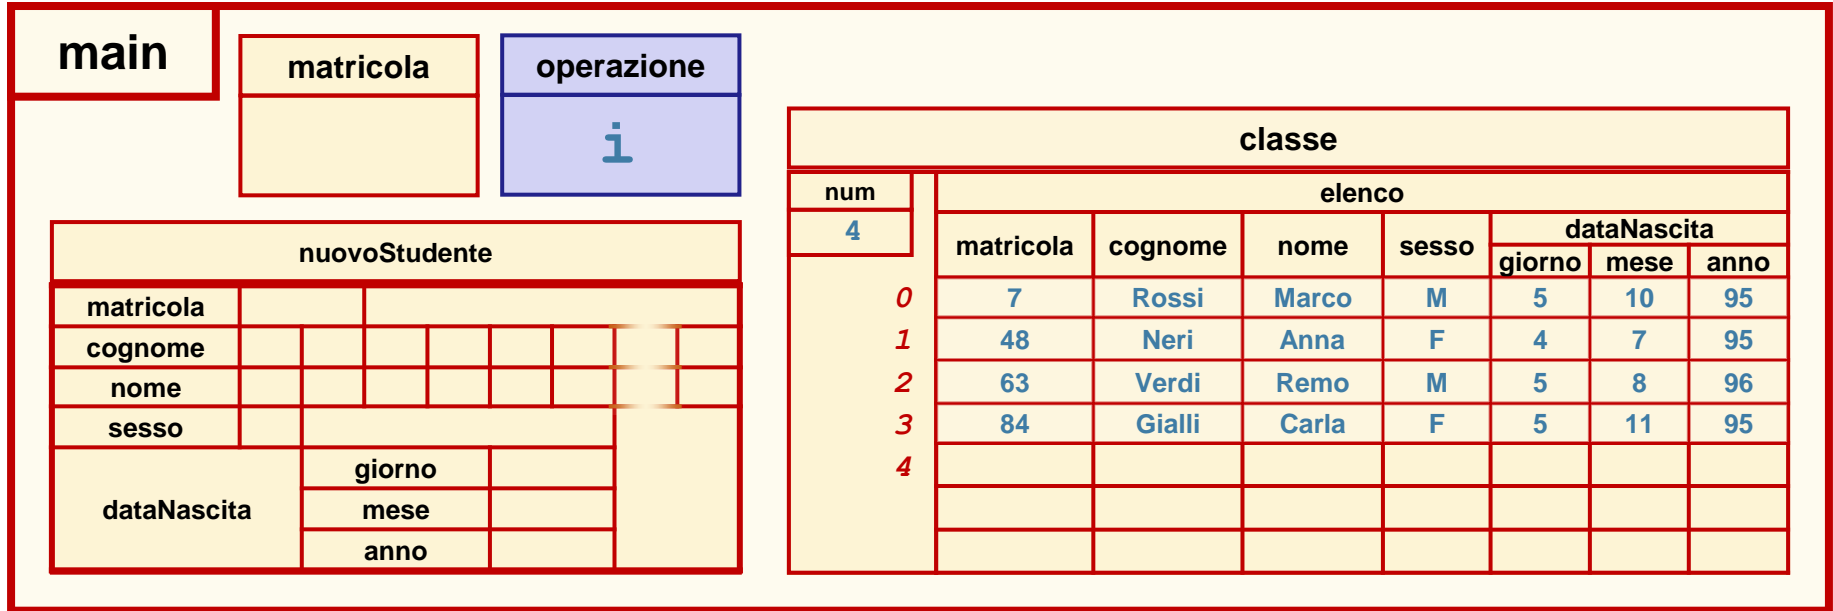 main
matricola
operazione
i
nuovoStudente
matricola
cognome
nome
sesso
dataNascita
giorno
mese
anno
classe
num
4
elenco
matricola cognome nome sesso dataNascita
giorno mese anno
0 7 Rossi Marco M 5 10 95
1 48 Neri Anna F 4 7 95
2 63 Verdi Remo M 5 8 96
3 84 Gialli Carla F 5 11 95
4